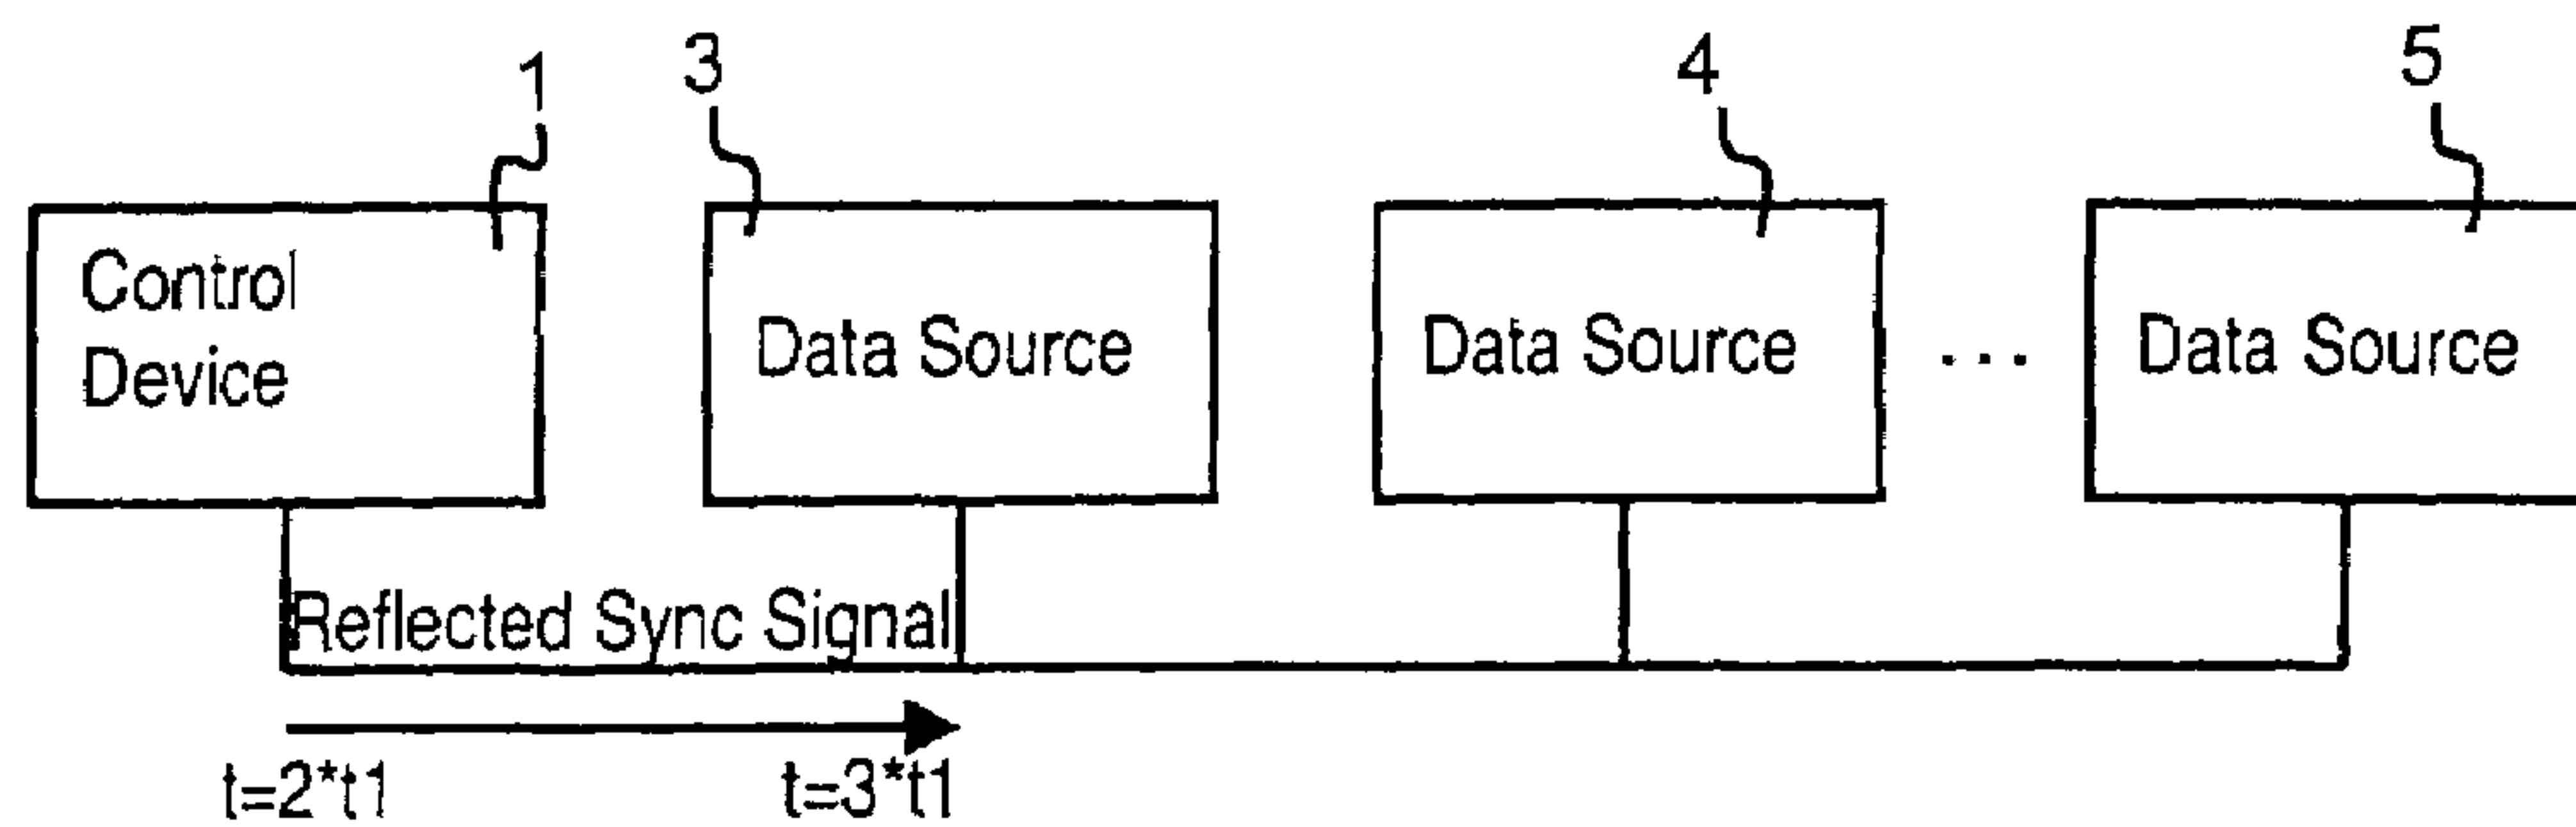 1
3
4
5
Control
Device
Data Source
Data Source
...
Data Source
Reflected Sync Signal
t=2*t1
t=3*t1